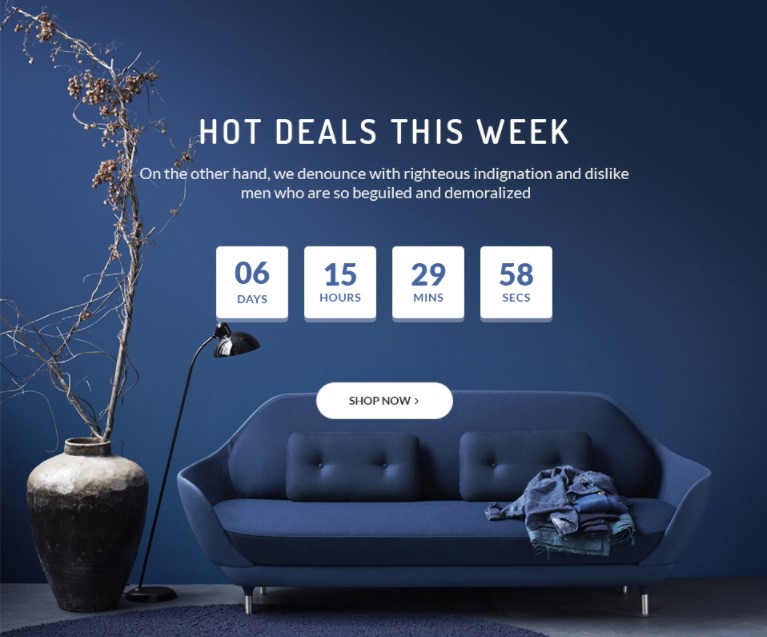 HOT DEALS THIS WEEK
On the other hand, we denounce with righteous indignation and dislike
men who are so beguiled and demoralized
06 15 29 58
DAYS HOURS MINS SECS
SHOP NOW ›